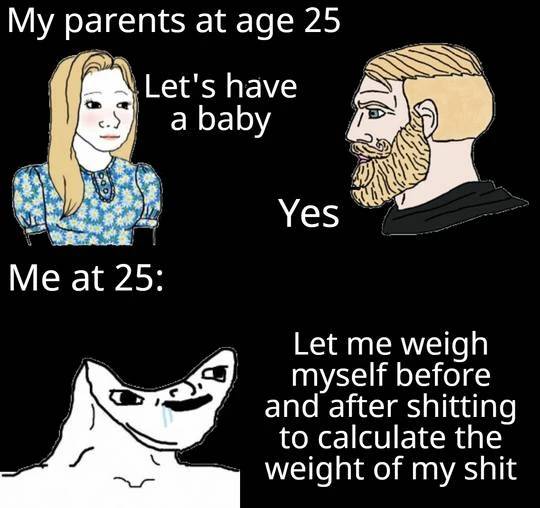 My parents at age 25
Let's have
a baby
Yes
Me at 25:
Let me weigh
myself before
and after shitting
to calculate the
weight of my shit